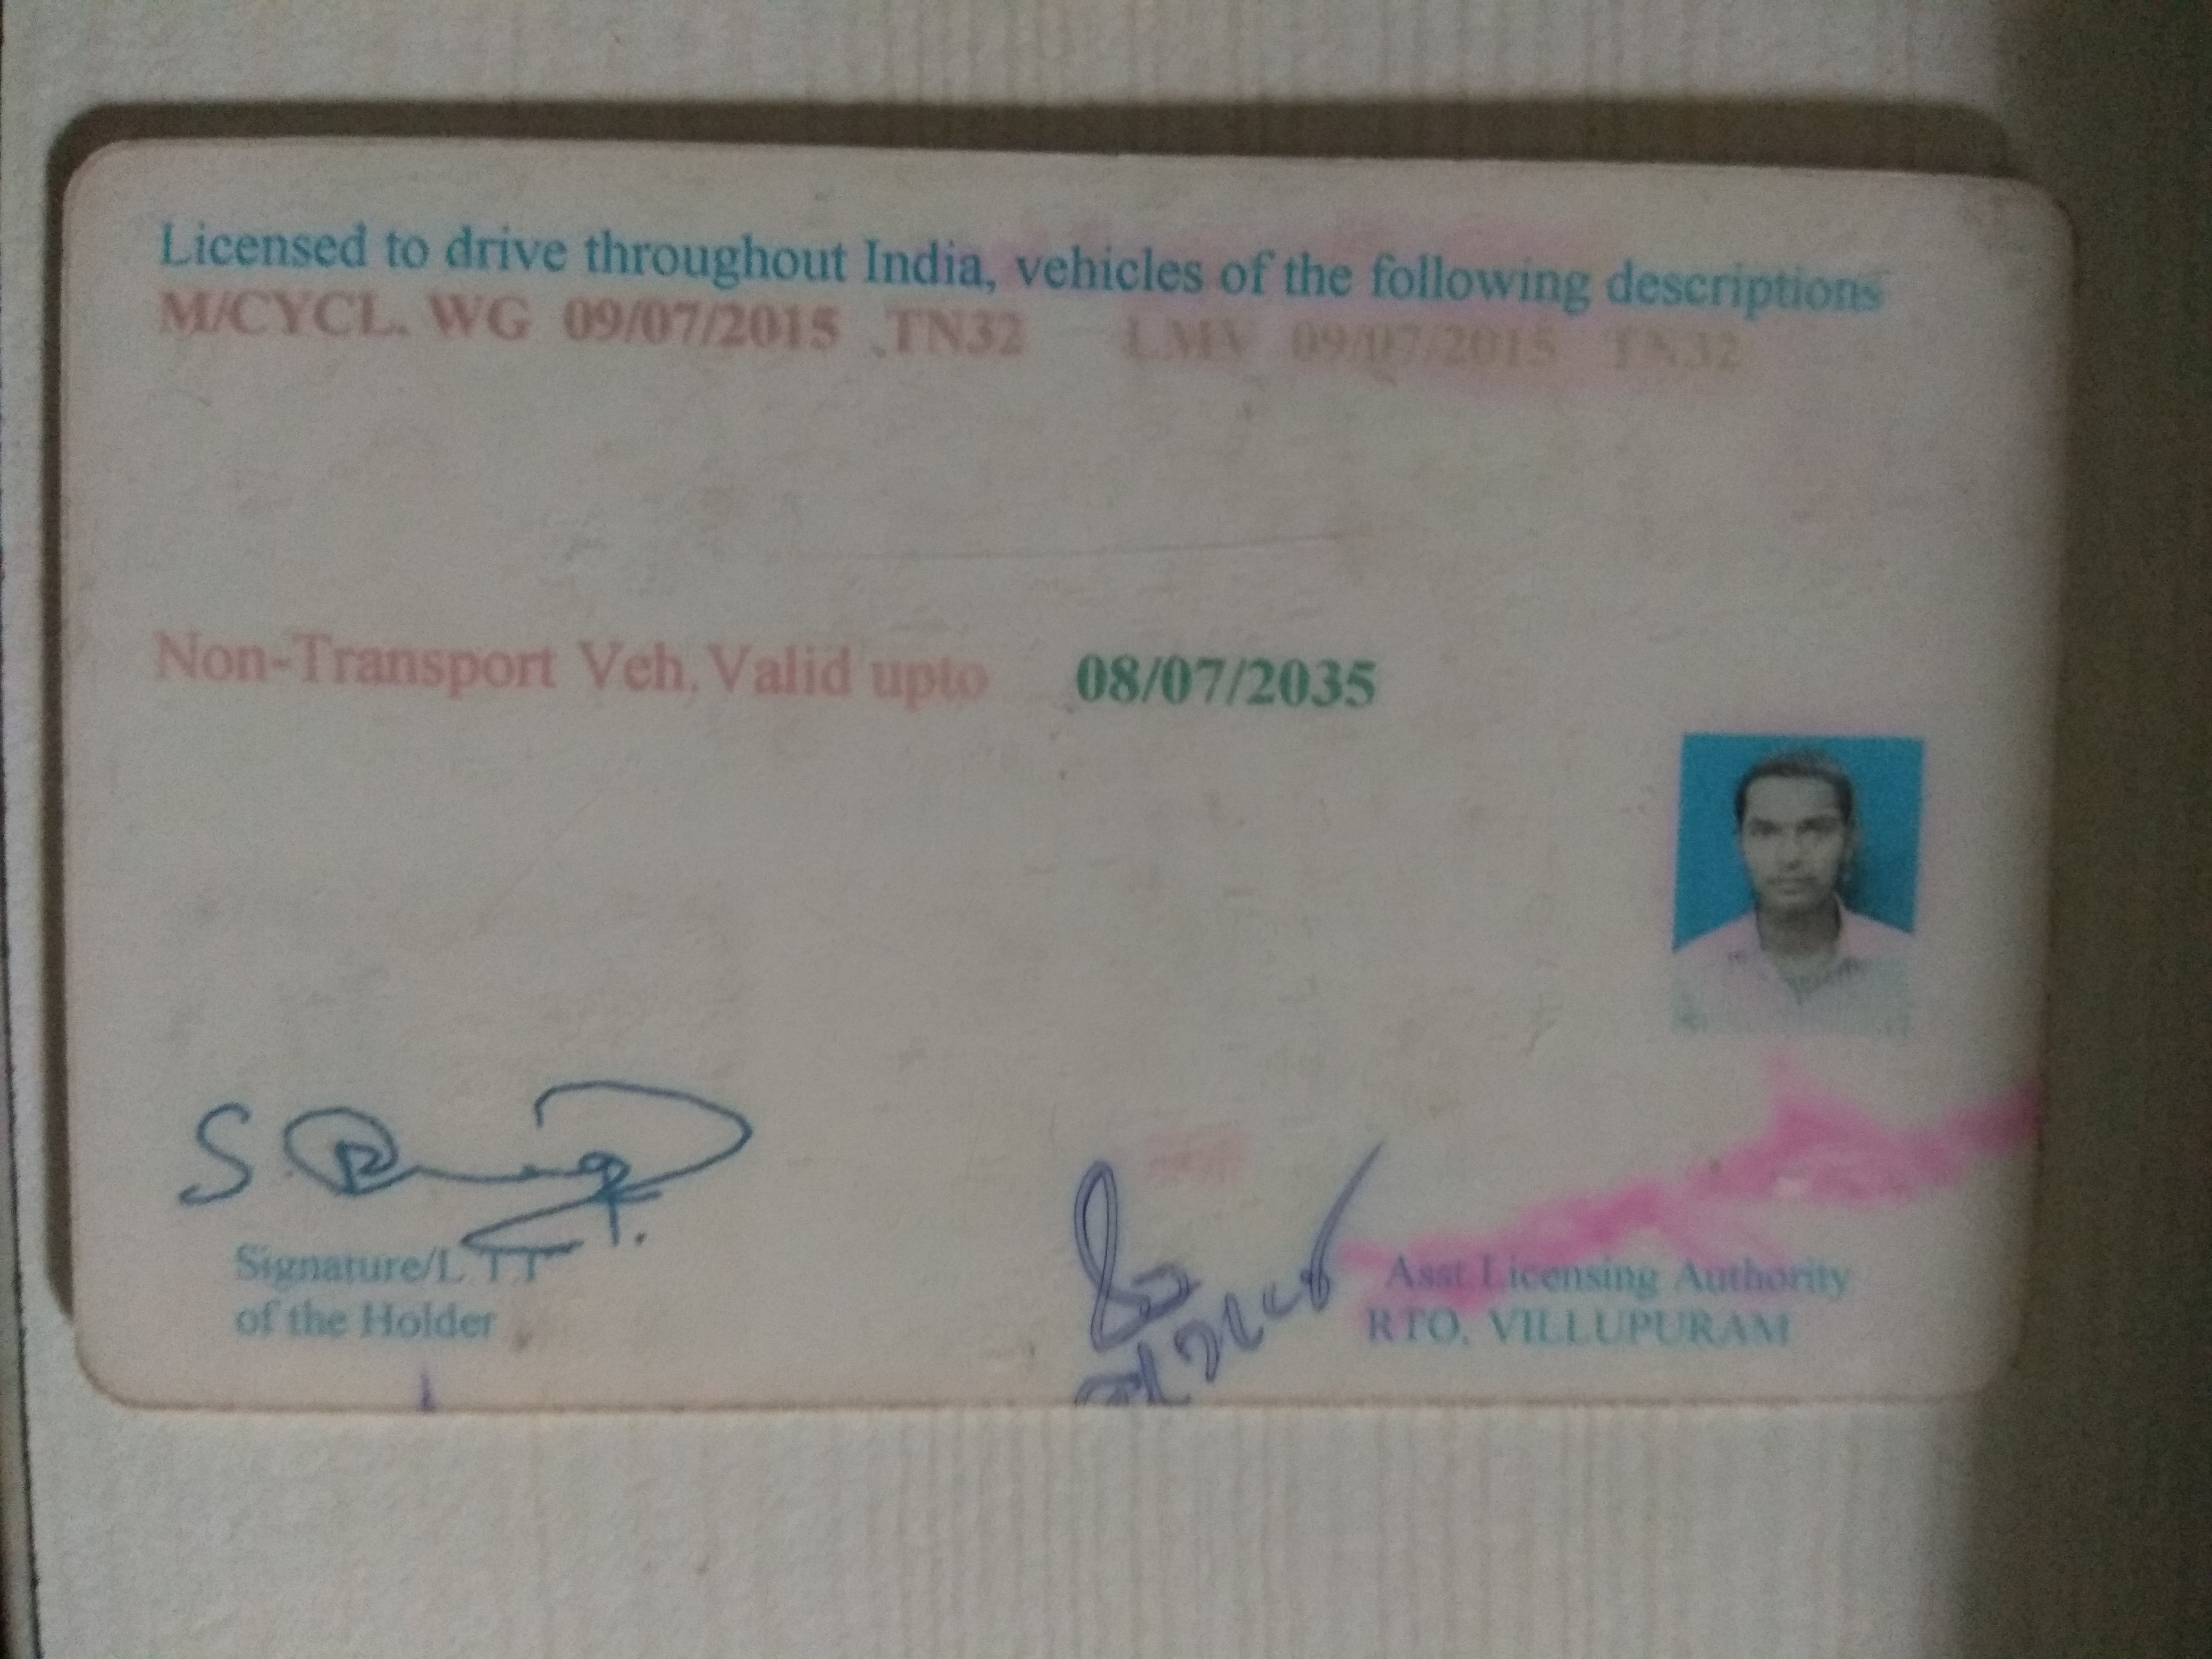 Licensed to drive throughout India, vehicles of the following descriptions
M/CYCL. WG 09/07/2015 TN32 LMV 09/07/2015 TN32
Non-Transport Veh. Valid upto 08/07/2035
Signature/L T I
of the Holder
Asst Licensing Authority
RTO, VILLUPURAM